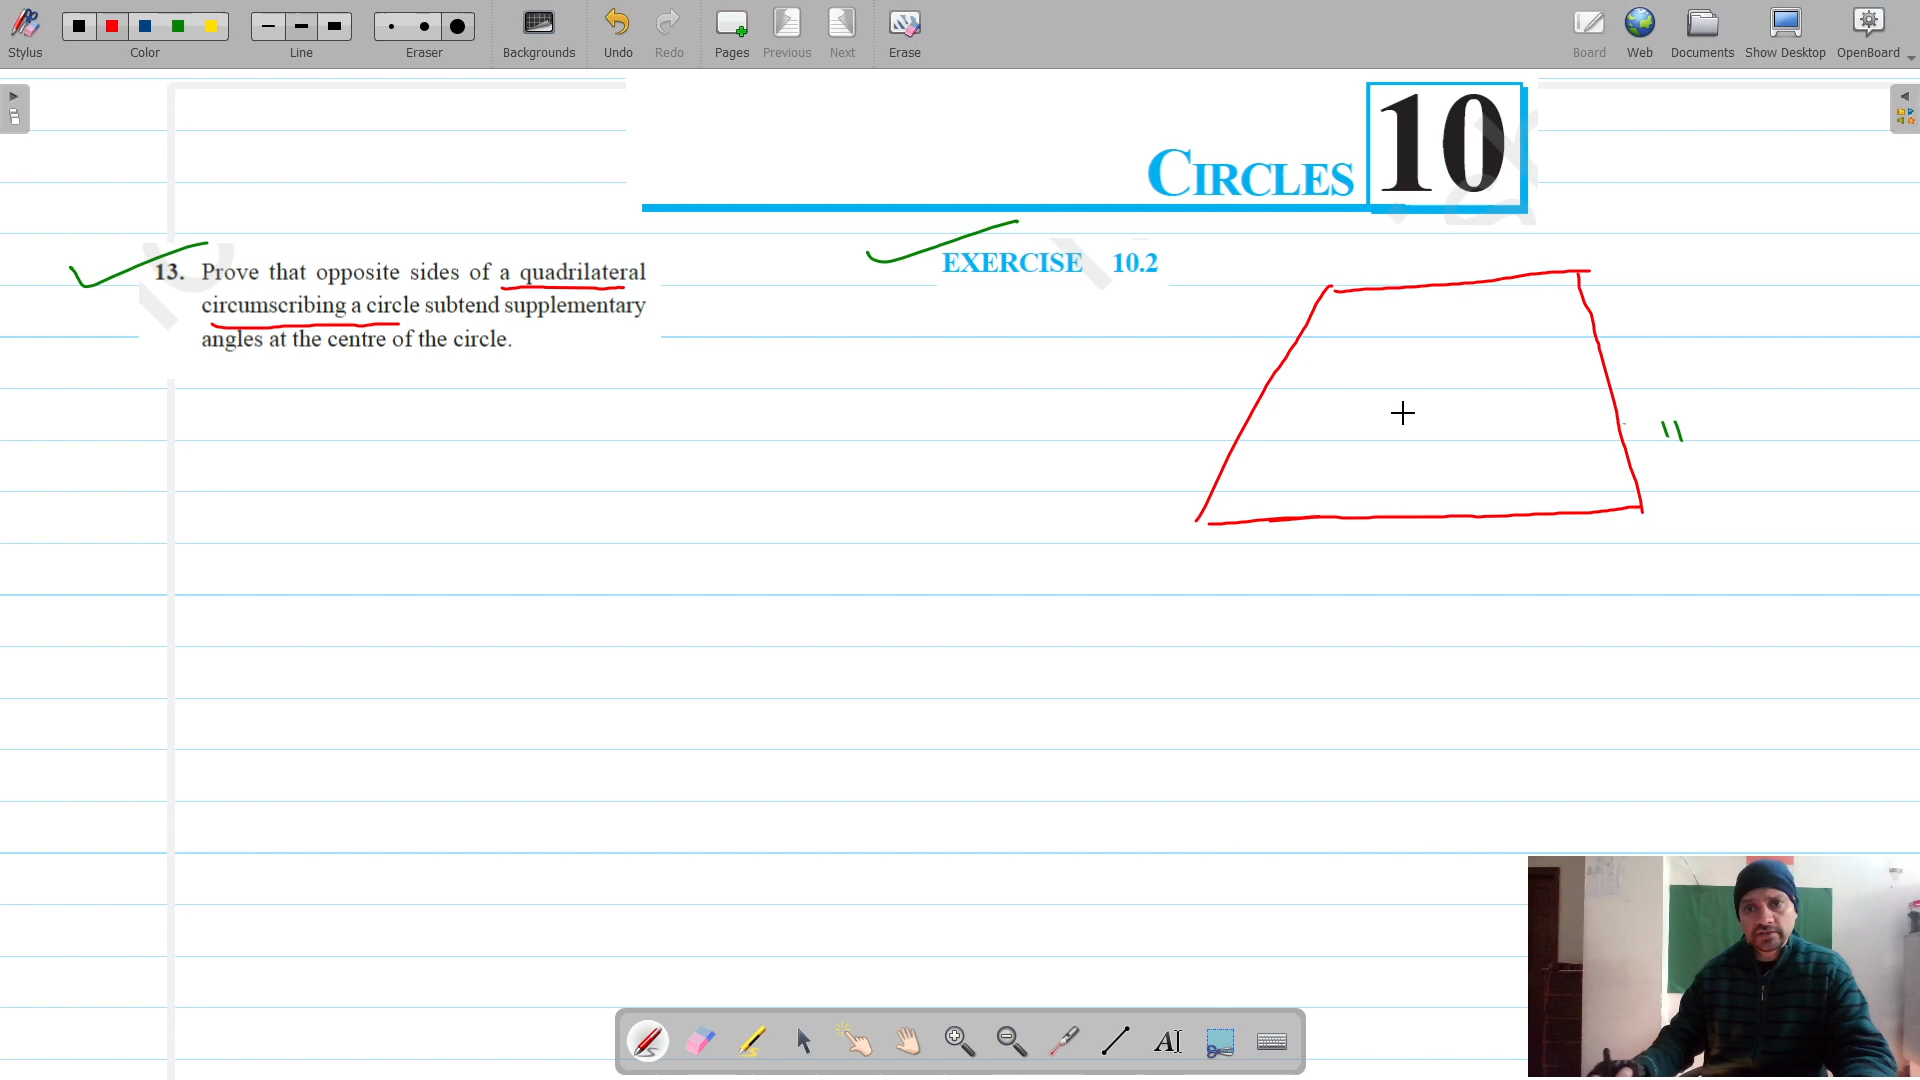 Stylus Color Line Eraser Backgrounds Undo Redo Pages Previous Next Erase Board Web Documents Show Desktop OpenBoard
CIRCLES 10
EXERCISE 10.2
13. Prove that opposite sides of a quadrilateral
circumscribing a circle subtend supplementary
angles at the centre of the circle.